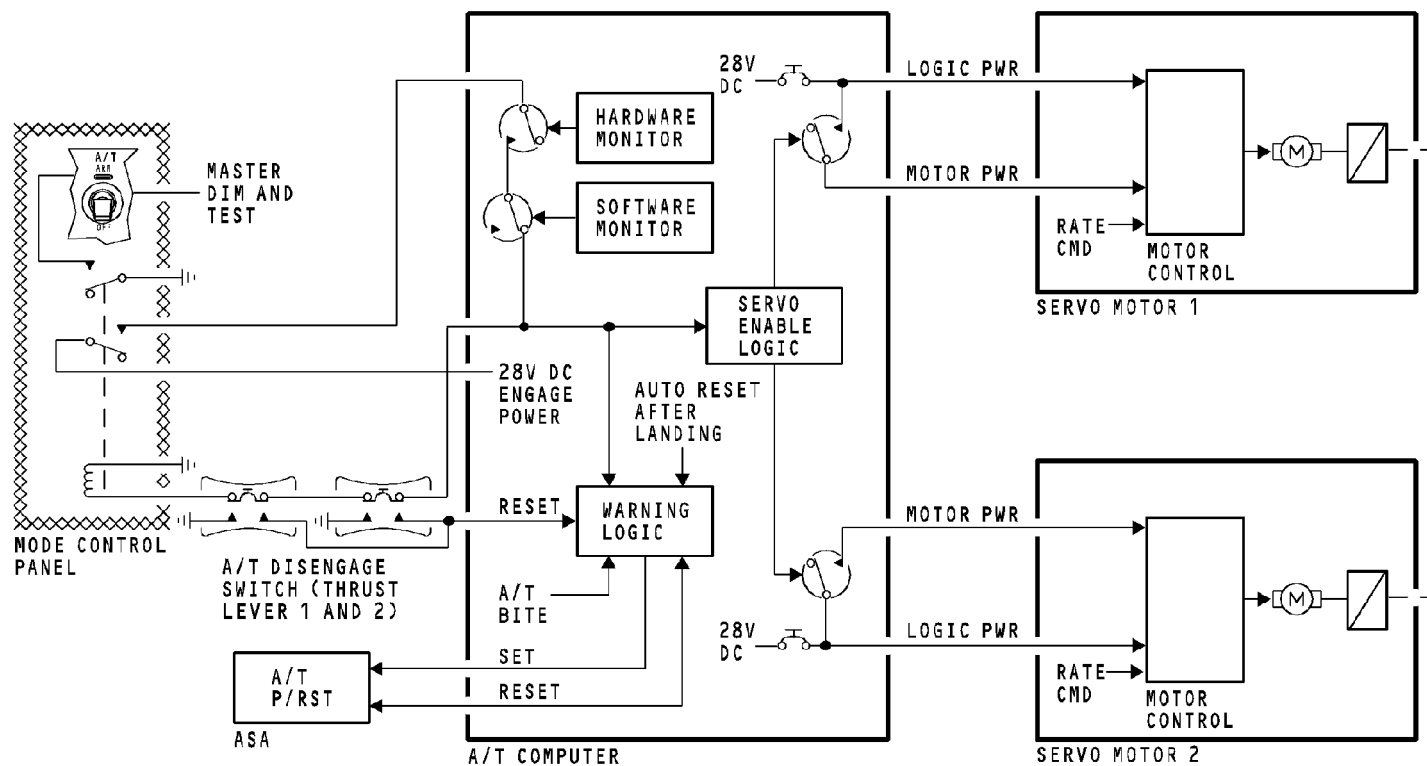 28V
DC
LOGIC PWR
HARDWARE
MONITOR
A/T
ARM
OFF
MASTER
DIM AND
TEST
SOFTWARE
MONITOR
MOTOR PWR
M
RATE
CMD
MOTOR
CONTROL
SERVO MOTOR 1
SERVO
ENABLE
LOGIC
28V DC
ENGAGE
POWER
AUTO RESET
AFTER
LANDING
RESET
WARNING
LOGIC
MOTOR PWR
MODE CONTROL
PANEL
A/T DISENGAGE
SWITCH (THRUST
LEVER 1 AND 2)
A/T
BITE
M
28V
DC
LOGIC PWR
SET
RESET
A/T
P/RST
ASA
RATE
CMD
MOTOR
CONTROL
A/T COMPUTER
SERVO MOTOR 2